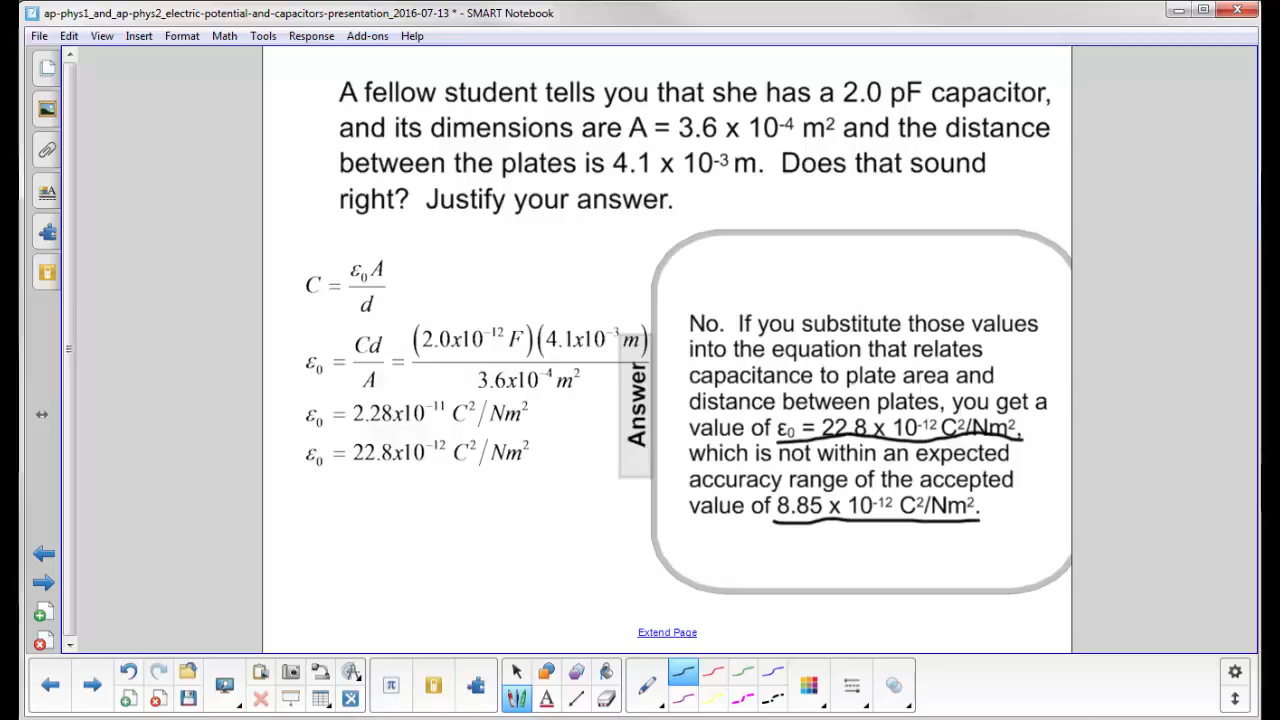 ap-phys1_and_ap-phys2_electric-potential-and-capacitors-presentation_2016-07-13 * - SMART Notebook
File Edit View Insert Format Math Tools Response Add-ons Help
A fellow student tells you that she has a 2.0 pF capacitor,
and its dimensions are A = 3.6 x 10⁻⁴ m² and the distance
between the plates is 4.1 x 10⁻³ m. Does that sound
right? Justify your answer.
C = ε₀A / d
ε₀ = Cd / A = (2.0x10⁻¹² F)(4.1x10⁻³ m) / 3.6x10⁻⁴ m²
ε₀ = 2.28x10⁻¹¹ C²/Nm²
ε₀ = 22.8x10⁻¹² C²/Nm²
Answer
No. If you substitute those values
into the equation that relates
capacitance to plate area and
distance between plates, you get a
value of ε₀ = 22.8 x 10⁻¹² C²/Nm²,
which is not within an expected
accuracy range of the accepted
value of 8.85 x 10⁻¹² C²/Nm².
Extend Page